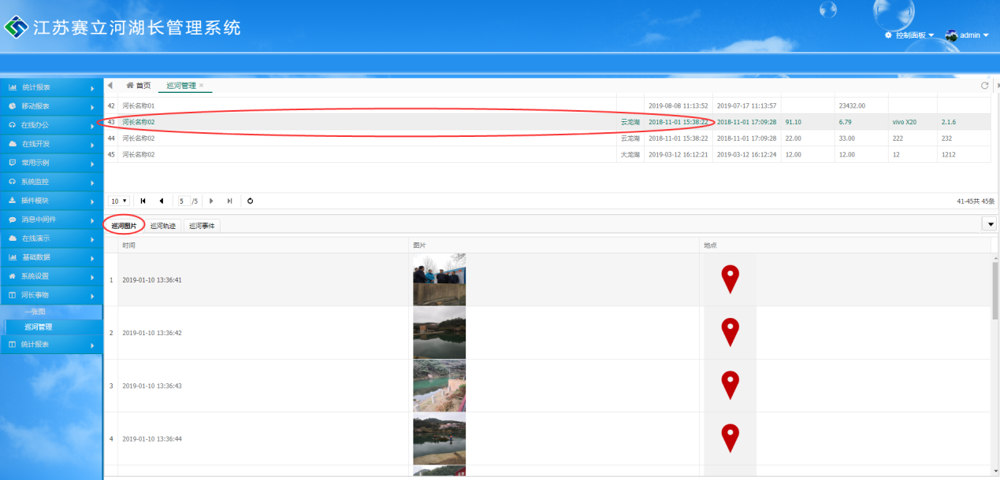 江苏赛立河湖长管理系统
控制面板 admin
统计报表
移动报表
在线办公
在线开发
常用示例
系统监控
插件模块
消息中间件
在线演示
基础数据
系统设置
河长事物
一张图
巡河管理
统计报表
首页 巡河管理
42 河长名称01 2019-08-08 11:13:52 2019-07-17 11:13:57 23432.00
43 河长名称02 云龙湖 2018-11-01 15:38:22 2018-11-01 17:09:28 91.10 6.79 vivo X20 2.1.6
44 河长名称02 云龙湖 2018-11-01 15:38:22 2018-11-01 17:09:28 22.00 33.00 222 232
45 河长名称02 大龙湖 2019-03-12 16:12:21 2019-03-12 16:12:24 12.00 12.00 12 1212
10 5 /5 41-45共 45条
巡河图片 巡河轨迹 巡河事件
时间 图片 地点
1 2019-01-10 13:36:41
2 2019-01-10 13:36:42
3 2019-01-10 13:36:43
4 2019-01-10 13:36:44